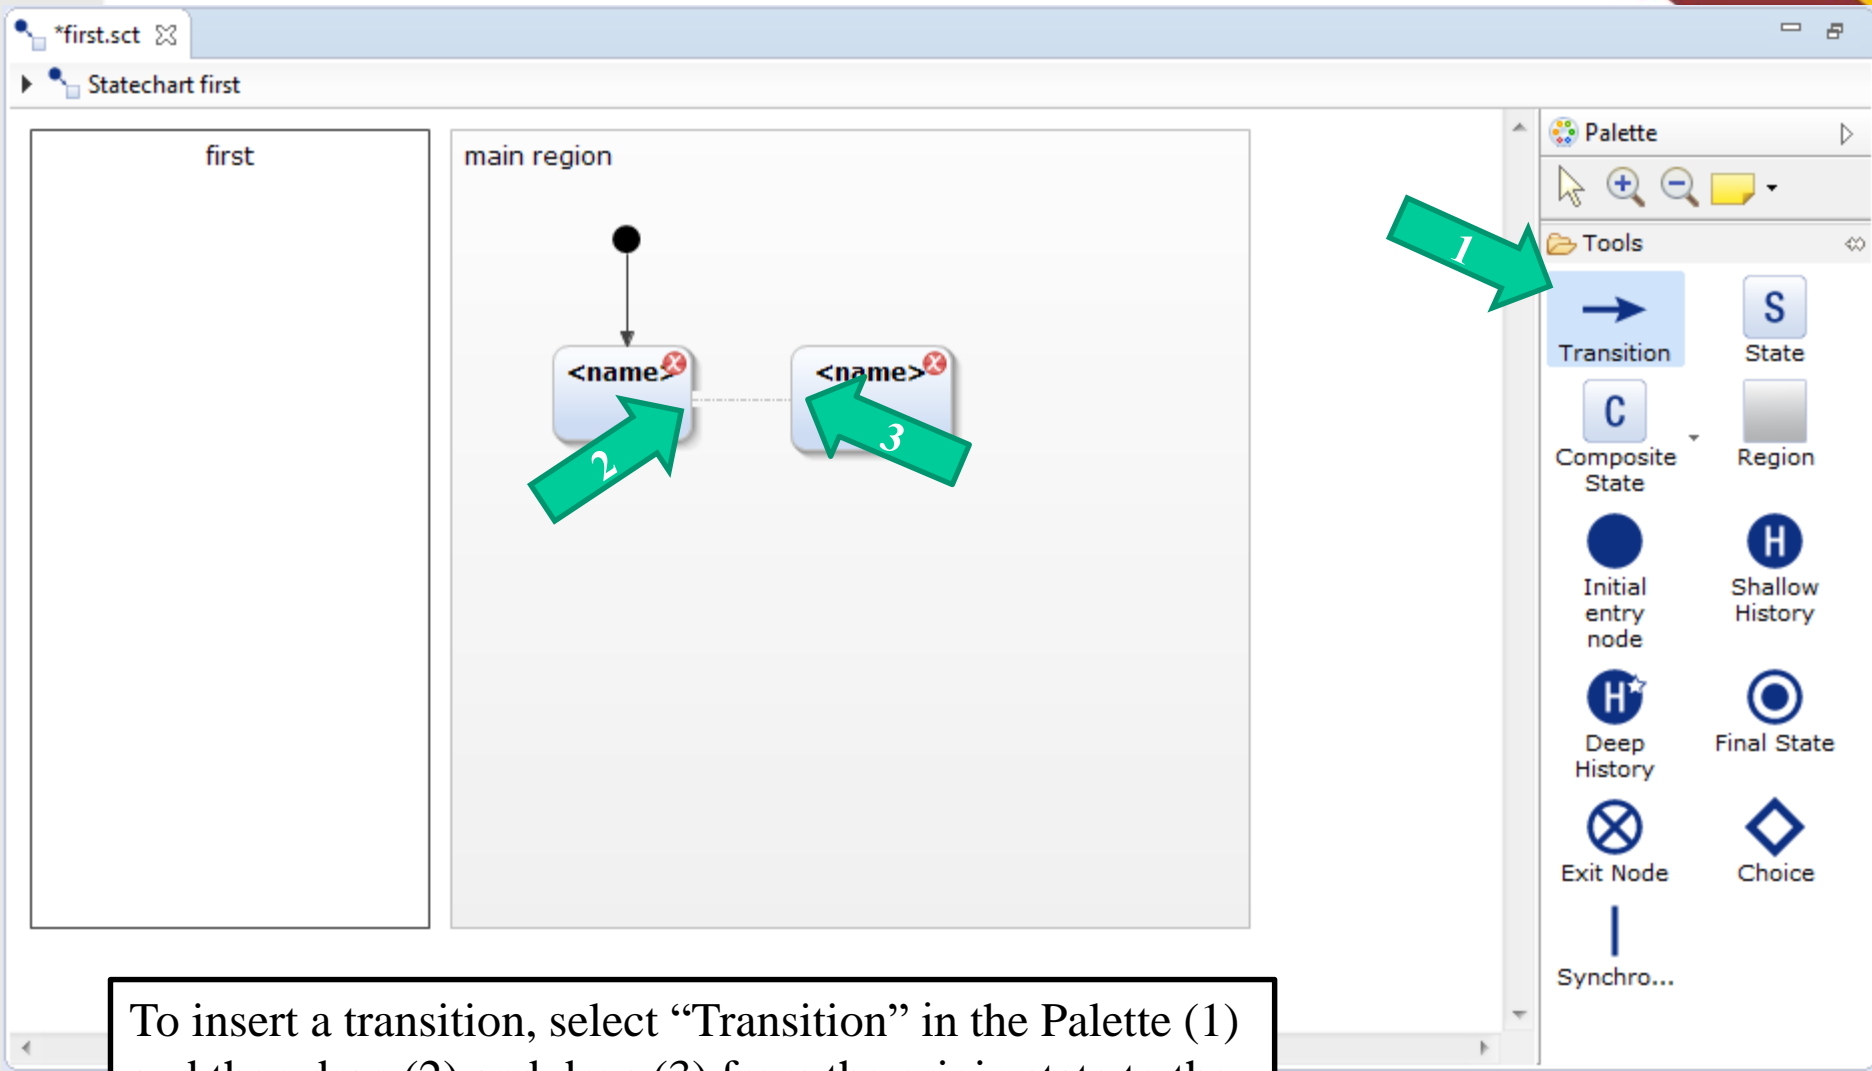 *first.sct
Statechart first
first
main region
<name>
<name>
1
2
3
Palette
Tools
Transition
S
State
C
Composite
State
Region
Initial
entry
node
H
Shallow
History
H
Deep
History
Final State
Exit Node
Choice
Synchro...
To insert a transition, select “Transition” in the Palette (1)